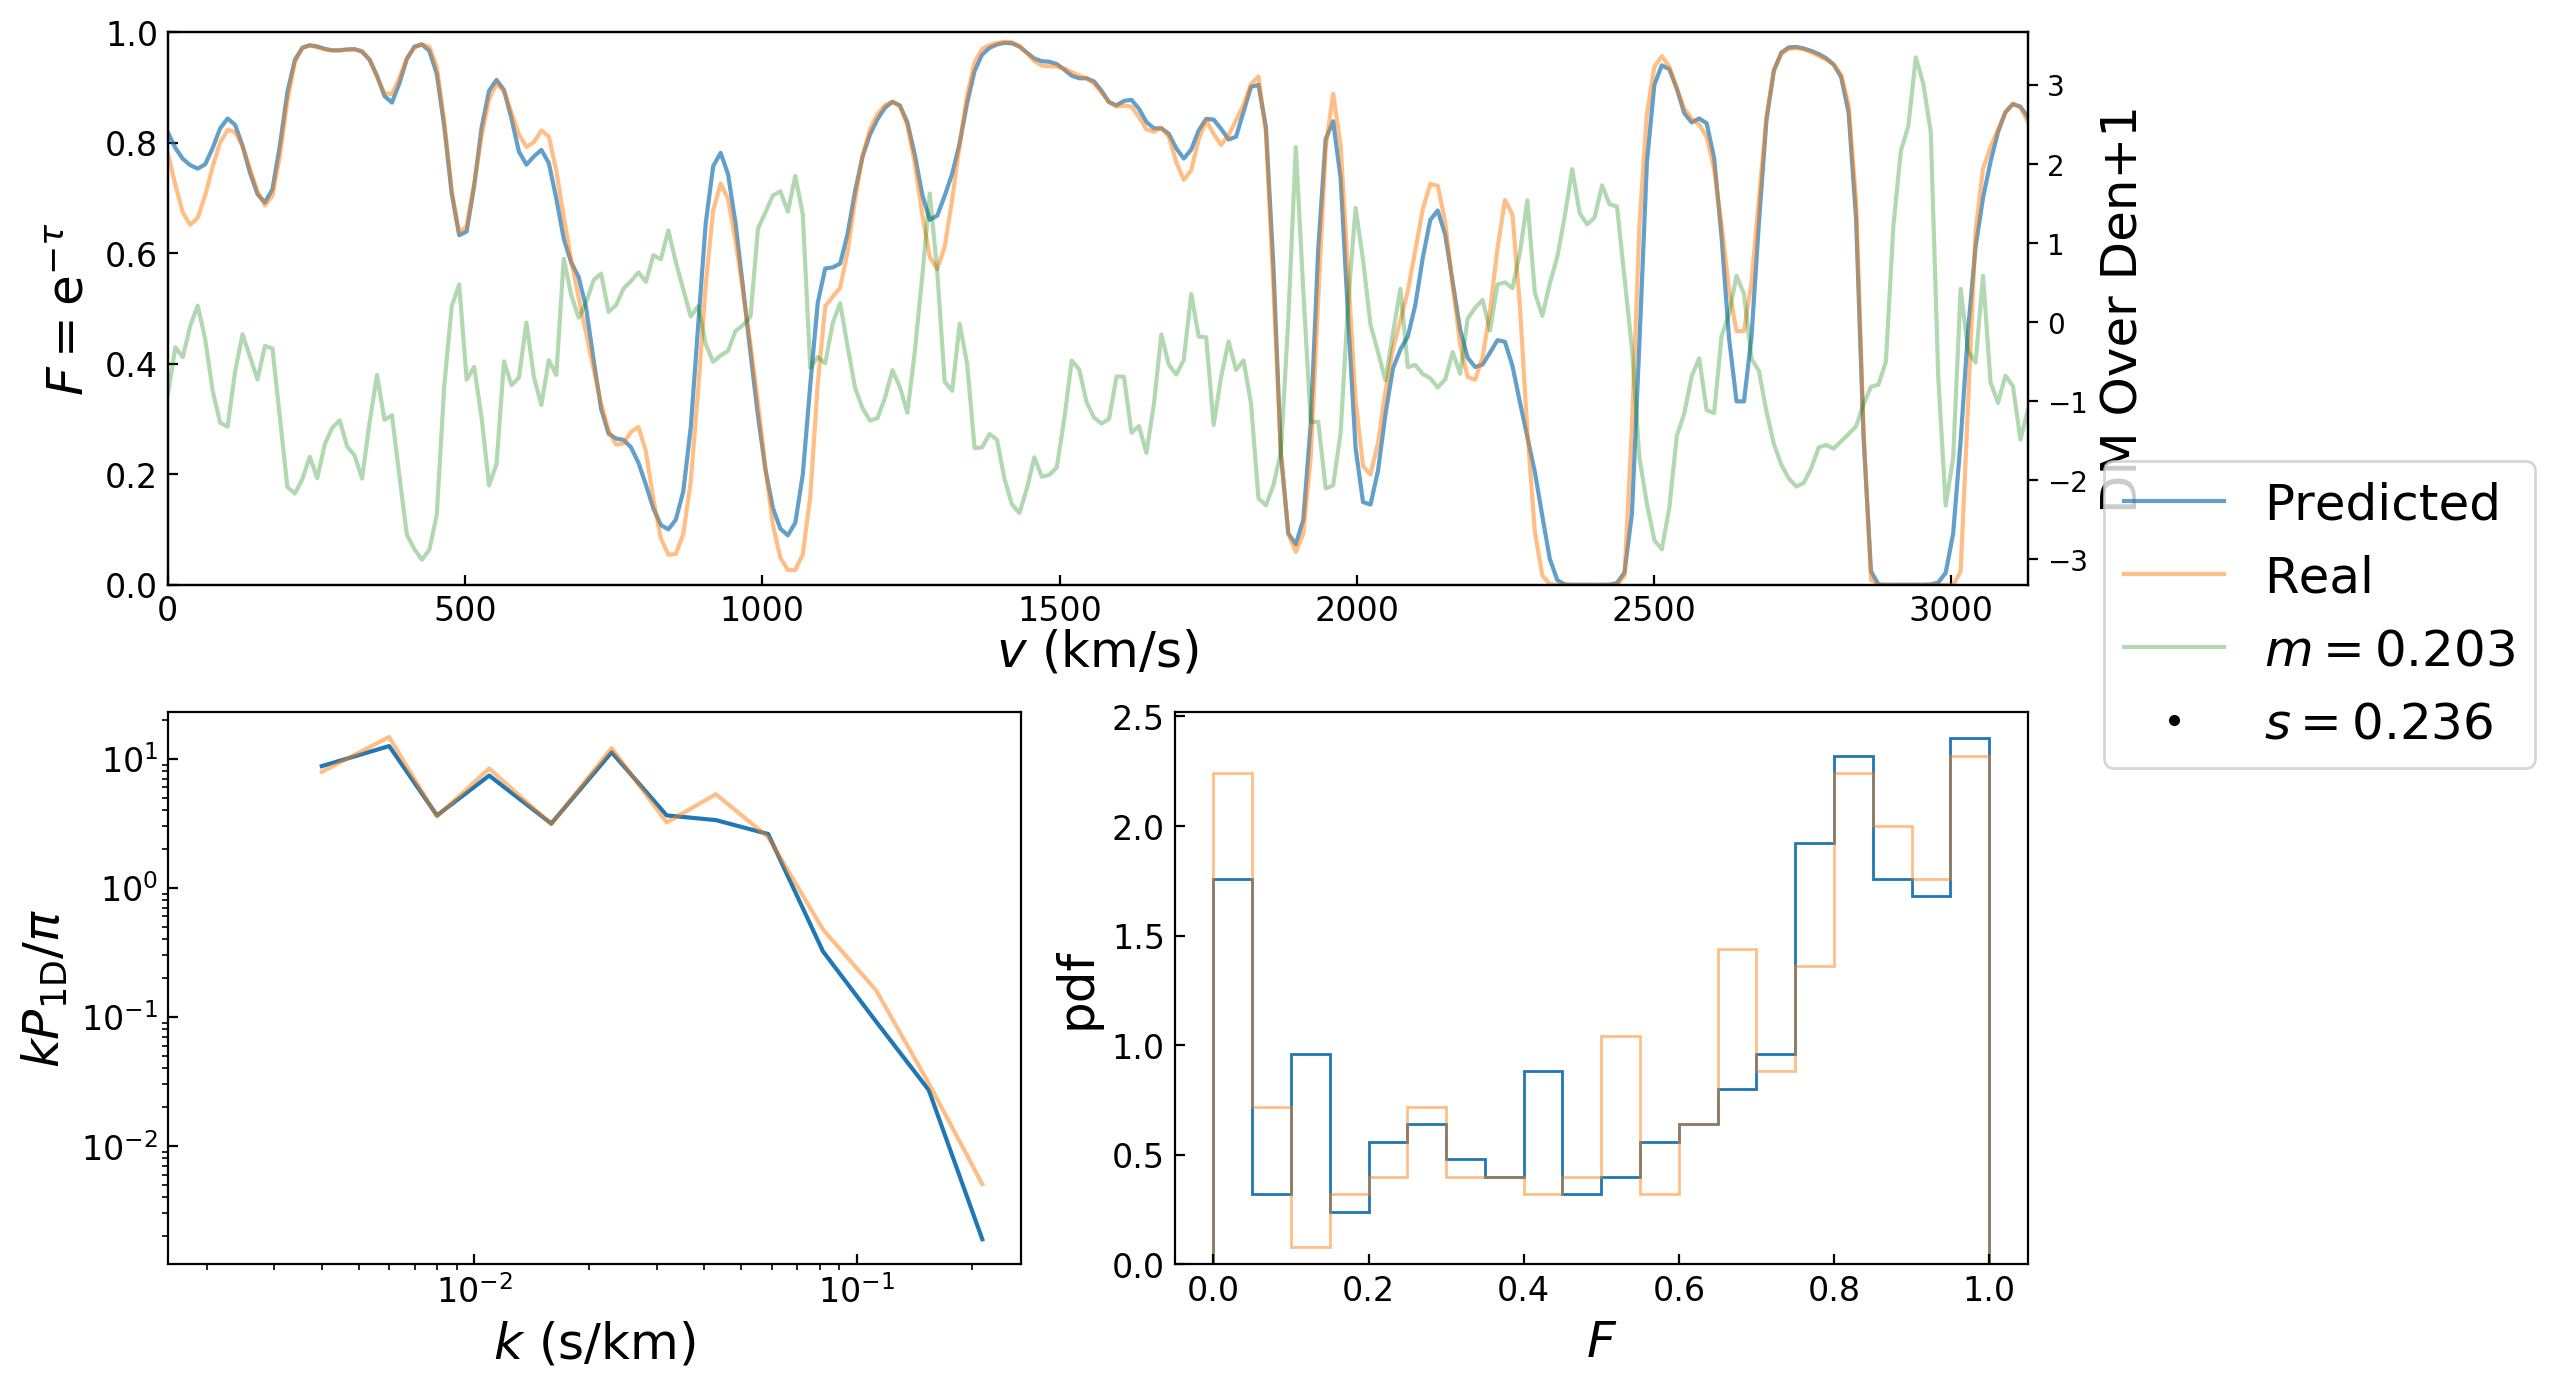 1.0
0.8
0.6
0.4
0.2
0.0
F = e^{−τ}
3
2
1
0
−1
−2
−3
DM Over Den+1
0 500 1000 1500 2000 2500 3000
v (km/s)
Predicted
Real
m = 0.203
s = 0.236
10^1
10^0
10^{−1}
10^{−2}
kP_{1D}/π
10^{−2} 10^{−1}
k (s/km)
2.5
2.0
1.5
1.0
0.5
0.0
pdf
0.0 0.2 0.4 0.6 0.8 1.0
F